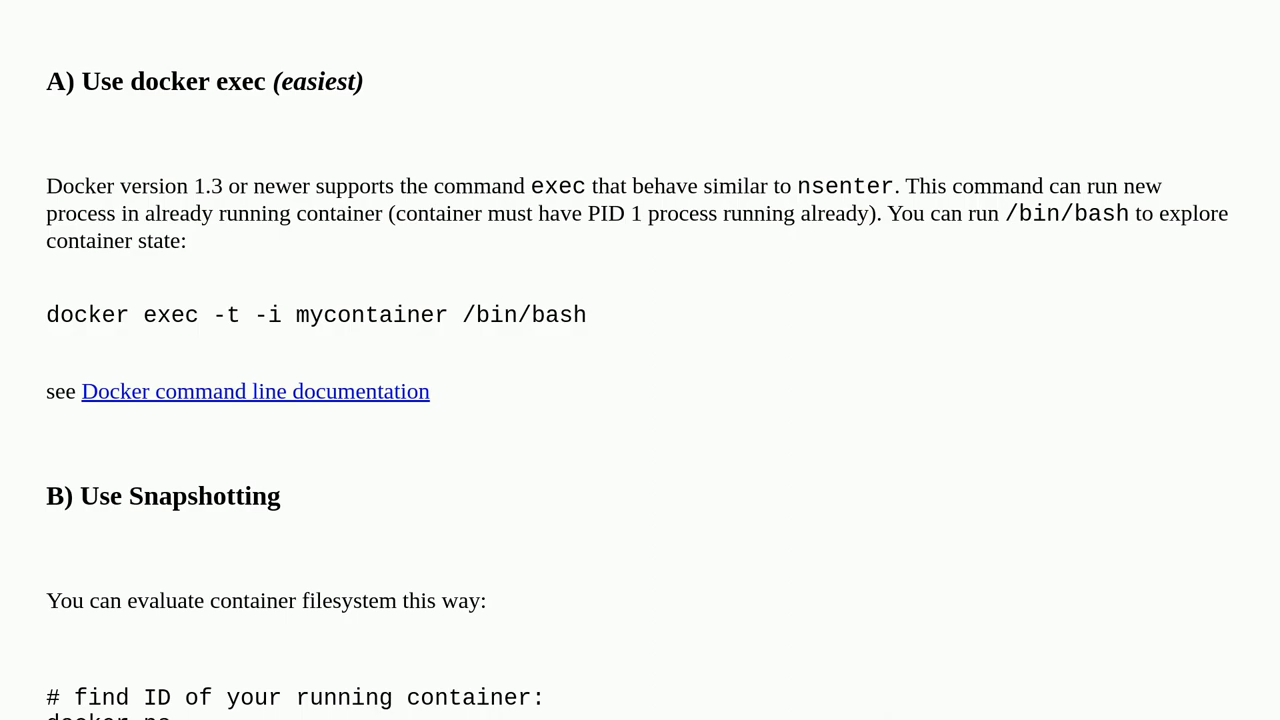 A) Use docker exec (easiest)
Docker version 1.3 or newer supports the command exec that behave similar to nsenter. This command can run new
process in already running container (container must have PID 1 process running already). You can run /bin/bash to explore
container state:
docker exec -t -i mycontainer /bin/bash
see Docker command line documentation
B) Use Snapshotting
You can evaluate container filesystem this way:
# find ID of your running container:
docker ps